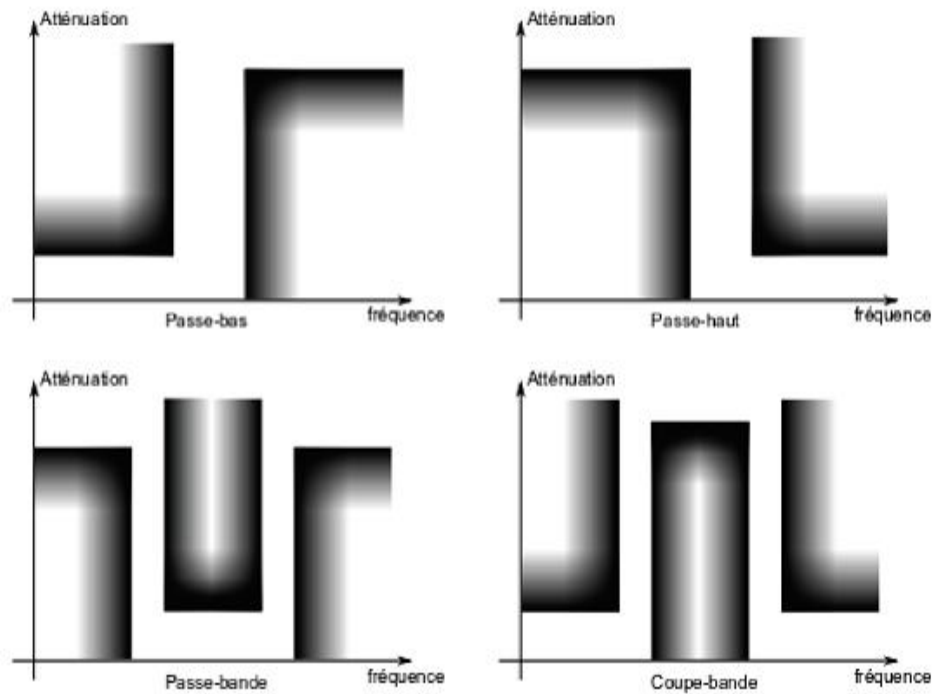 Atténuation
fréquence
Passe-bas
Atténuation
fréquence
Passe-haut
Atténuation
fréquence
Passe-bande
Atténuation
fréquence
Coupe-bande